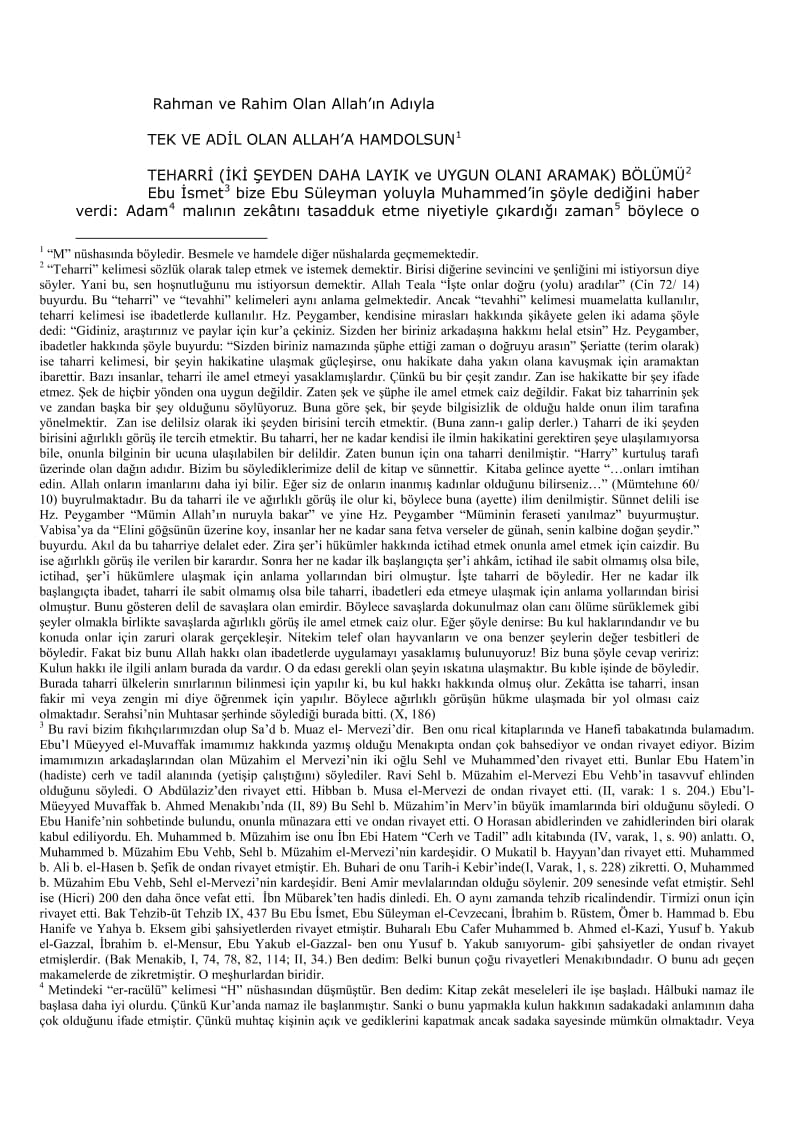 Rahman ve Rahim Olan Allah’ın Adıyla
TEK VE ADİL OLAN ALLAH’A HAMDOLSUN1
TEHARRİ (İKİ ŞEYDEN DAHA LAYIK ve UYGUN OLANI ARAMAK) BÖLÜMÜ2
Ebu İsmet3 bize Ebu Süleyman yoluyla Muhammed’in şöyle dediğini haber
verdi: Adam4 malının zekâtını tasadduk etme niyetiyle çıkardığı zaman5 böylece o
1 “M” nüshasında böyledir. Besmele ve hamdele diğer nüshalarda geçmemektedir.
2 “Teharri” kelimesi sözlük olarak talep etmek ve istemek demektir. Birisi diğerine sevincini ve şenliğini mi istiyorsun diye
söyler. Yani bu, sen hoşnutluğunu mu istiyorsun demektir. Allah Teala “İşte onlar doğru (yolu) aradılar” (Cin 72/ 14)
buyurdu. Bu “teharri” ve “tevahhi” kelimeleri aynı anlama gelmektedir. Ancak “tevahhi” kelimesi muamelatta kullanılır,
teharri kelimesi ise ibadetlerde kullanılır. Hz. Peygamber, kendisine mirasları hakkında şikâyete gelen iki adama şöyle
dedi: “Gidiniz, araştırınız ve paylar için kur’a çekiniz. Sizden her biriniz arkadaşına hakkını helal etsin” Hz. Peygamber,
ibadetler hakkında şöyle buyurdu: “Sizden biriniz namazında şüphe ettiği zaman o doğruyu arasın” Şeriatte (terim olarak)
ise teharri kelimesi, bir şeyin hakikatine ulaşmak güçleşirse, onu hakikate daha yakın olana kavuşmak için aramaktan
ibarettir. Bazı insanlar, teharri ile amel etmeyi yasaklamışlardır. Çünkü bu bir çeşit zandır. Zan ise hakikatte bir şey ifade
etmez. Şek de hiçbir yönden ona uygun değildir. Zaten şek ve şüphe ile amel etmek caiz değildir. Fakat biz taharrinin şek
ve zandan başka bir şey olduğunu söylüyoruz. Buna göre şek, bir şeyde bilgisizlik de olduğu halde onun ilim tarafına
yönelmektir.  Zan ise delilsiz olarak iki şeyden birisini tercih etmektir. (Buna zann-ı galip derler.) Taharri de iki şeyden
birisini ağırlıklı görüş ile tercih etmektir. Bu taharri, her ne kadar kendisi ile ilmin hakikatini gerektiren şeye ulaşılamıyorsa
bile, onunla bilginin bir ucuna ulaşılabilen bir delildir. Zaten bunun için ona taharri denilmiştir. “Harry” kurtuluş tarafı
üzerinde olan dağın adıdır. Bizim bu söylediklerimize delil de kitap ve sünnettir.  Kitaba gelince ayette “…onları imtihan
edin. Allah onların imanlarını daha iyi bilir. Eğer siz de onların inanmış kadınlar olduğunu bilirseniz…” (Mümtehıne 60/
10) buyrulmaktadır. Bu da taharri ile ve ağırlıklı görüş ile olur ki, böylece buna (ayette) ilim denilmiştir. Sünnet delili ise
Hz. Peygamber “Mümin Allah’ın nuruyla bakar” ve yine Hz. Peygamber “Müminin feraseti yanılmaz” buyurmuştur.
Vabisa’ya da “Elini göğsünün üzerine koy, insanlar her ne kadar sana fetva verseler de günah, senin kalbine doğan şeydir.”
buyurdu. Akıl da bu taharriye delalet eder. Zira şer’i hükümler hakkında ictihad etmek onunla amel etmek için caizdir. Bu
ise ağırlıklı görüş ile verilen bir karardır. Sonra her ne kadar ilk başlangıçta şer’i ahkâm, ictihad ile sabit olmamış olsa bile,
ictihad, şer’i hükümlere ulaşmak için anlama yollarından biri olmuştur. İşte taharri de böyledir. Her ne kadar ilk
başlangıçta ibadet, taharri ile sabit olmamış olsa bile taharri, ibadetleri eda etmeye ulaşmak için anlama yollarından birisi
olmuştur. Bunu gösteren delil de savaşlara olan emirdir. Böylece savaşlarda dokunulmaz olan canı ölüme sürüklemek gibi
şeyler olmakla birlikte savaşlarda ağırlıklı görüş ile amel etmek caiz olur. Eğer şöyle denirse: Bu kul haklarındandır ve bu
konuda onlar için zaruri olarak gerçekleşir. Nitekim telef olan hayvanların ve ona benzer şeylerin değer tesbitleri de
böyledir. Fakat biz bunu Allah hakkı olan ibadetlerde uygulamayı yasaklamış bulunuyoruz! Biz buna şöyle cevap veririz:
Kulun hakkı ile ilgili anlam burada da vardır. O da edası gerekli olan şeyin ıskatına ulaşmaktır. Bu kıble işinde de böyledir.
Burada taharri ülkelerin sınırlarının bilinmesi için yapılır ki, bu kul hakkı hakkında olmuş olur. Zekâtta ise taharri, insan
fakir mi veya zengin mi diye öğrenmek için yapılır. Böylece ağırlıklı görüşün hükme ulaşmada bir yol olması caiz
olmaktadır. Serahsi’nin Muhtasar şerhinde söylediği burada bitti. (X, 186)
3 Bu ravi bizim fıkıhçılarımızdan olup Sa’d b. Muaz el- Mervezi’dir.  Ben onu rical kitaplarında ve Hanefi tabakatında bulamadım.
Ebu’l Müeyyed el-Muvaffak imamımız hakkında yazmış olduğu Menakıpta ondan çok bahsediyor ve ondan rivayet ediyor. Bizim
imamımızın arkadaşlarından olan Müzahim el Mervezi’nin iki oğlu Sehl ve Muhammed’den rivayet etti. Bunlar Ebu Hatem’in
(hadiste) cerh ve tadil alanında (yetişip çalıştığını) söylediler. Ravi Sehl b. Müzahim el-Mervezi Ebu Vehb’in tasavvuf ehlinden
olduğunu söyledi. O Abdülaziz’den rivayet etti. Hibban b. Musa el-Mervezi de ondan rivayet etti. (II, varak: 1 s. 204.) Ebu’l-
Müeyyed Muvaffak b. Ahmed Menakıbı’nda (II, 89) Bu Sehl b. Müzahim’in Merv’in büyük imamlarında biri olduğunu söyledi. O
Ebu Hanife’nin sohbetinde bulundu, onunla münazara etti ve ondan rivayet etti. O Horasan abidlerinden ve zahidlerinden biri olarak
kabul ediliyordu. Eh. Muhammed b. Müzahim ise onu İbn Ebi Hatem “Cerh ve Tadil” adlı kitabında (IV, varak, 1, s. 90) anlattı. O,
Muhammed b. Müzahim Ebu Vehb, Sehl b. Müzahim el-Mervezi’nin kardeşidir. O Mukatil b. Hayyan’dan rivayet etti. Muhammed
b. Ali b. el-Hasen b. Şefik de ondan rivayet etmiştir. Eh. Buhari de onu Tarih-i Kebir’inde(I, Varak, 1, s. 228) zikretti. O, Muhammed
b. Müzahim Ebu Vehb, Sehl el-Mervezi’nin kardeşidir. Beni Amir mevlalarından olduğu söylenir. 209 senesinde vefat etmiştir. Sehl
ise (Hicri) 200 den daha önce vefat etti.  İbn Mübarek’ten hadis dinledi. Eh. O aynı zamanda tehzib ricalindendir. Tirmizi onun için
rivayet etti. Bak Tehzib-üt Tehzib IX, 437 Bu Ebu İsmet, Ebu Süleyman el-Cevzecani, İbrahim b. Rüstem, Ömer b. Hammad b. Ebu
Hanife ve Yahya b. Eksem gibi şahsiyetlerden rivayet etmiştir. Buharalı Ebu Cafer Muhammed b. Ahmed el-Kazi, Yusuf b. Yakub
el-Gazzal, İbrahim b. el-Mensur, Ebu Yakub el-Gazzal- ben onu Yusuf b. Yakub sanıyorum- gibi şahsiyetler de ondan rivayet
etmişlerdir. (Bak Menakib, I, 74, 78, 82, 114; II, 34.) Ben dedim: Belki bunun çoğu rivayetleri Menakıbındadır. O bunu adı geçen
makamelerde de zikretmiştir. O meşhurlardan biridir.
4 Metindeki “er-racülü” kelimesi “H” nüshasından düşmüştür. Ben dedim: Kitap zekât meseleleri ile işe başladı. Hâlbuki namaz ile
başlasa daha iyi olurdu. Çünkü Kur’anda namaz ile başlanmıştır. Sanki o bunu yapmakla kulun hakkının sadakadaki anlamının daha
çok olduğunu ifade etmiştir. Çünkü muhtaç kişinin açık ve gediklerini kapatmak ancak sadaka sayesinde mümkün olmaktadır. Veya